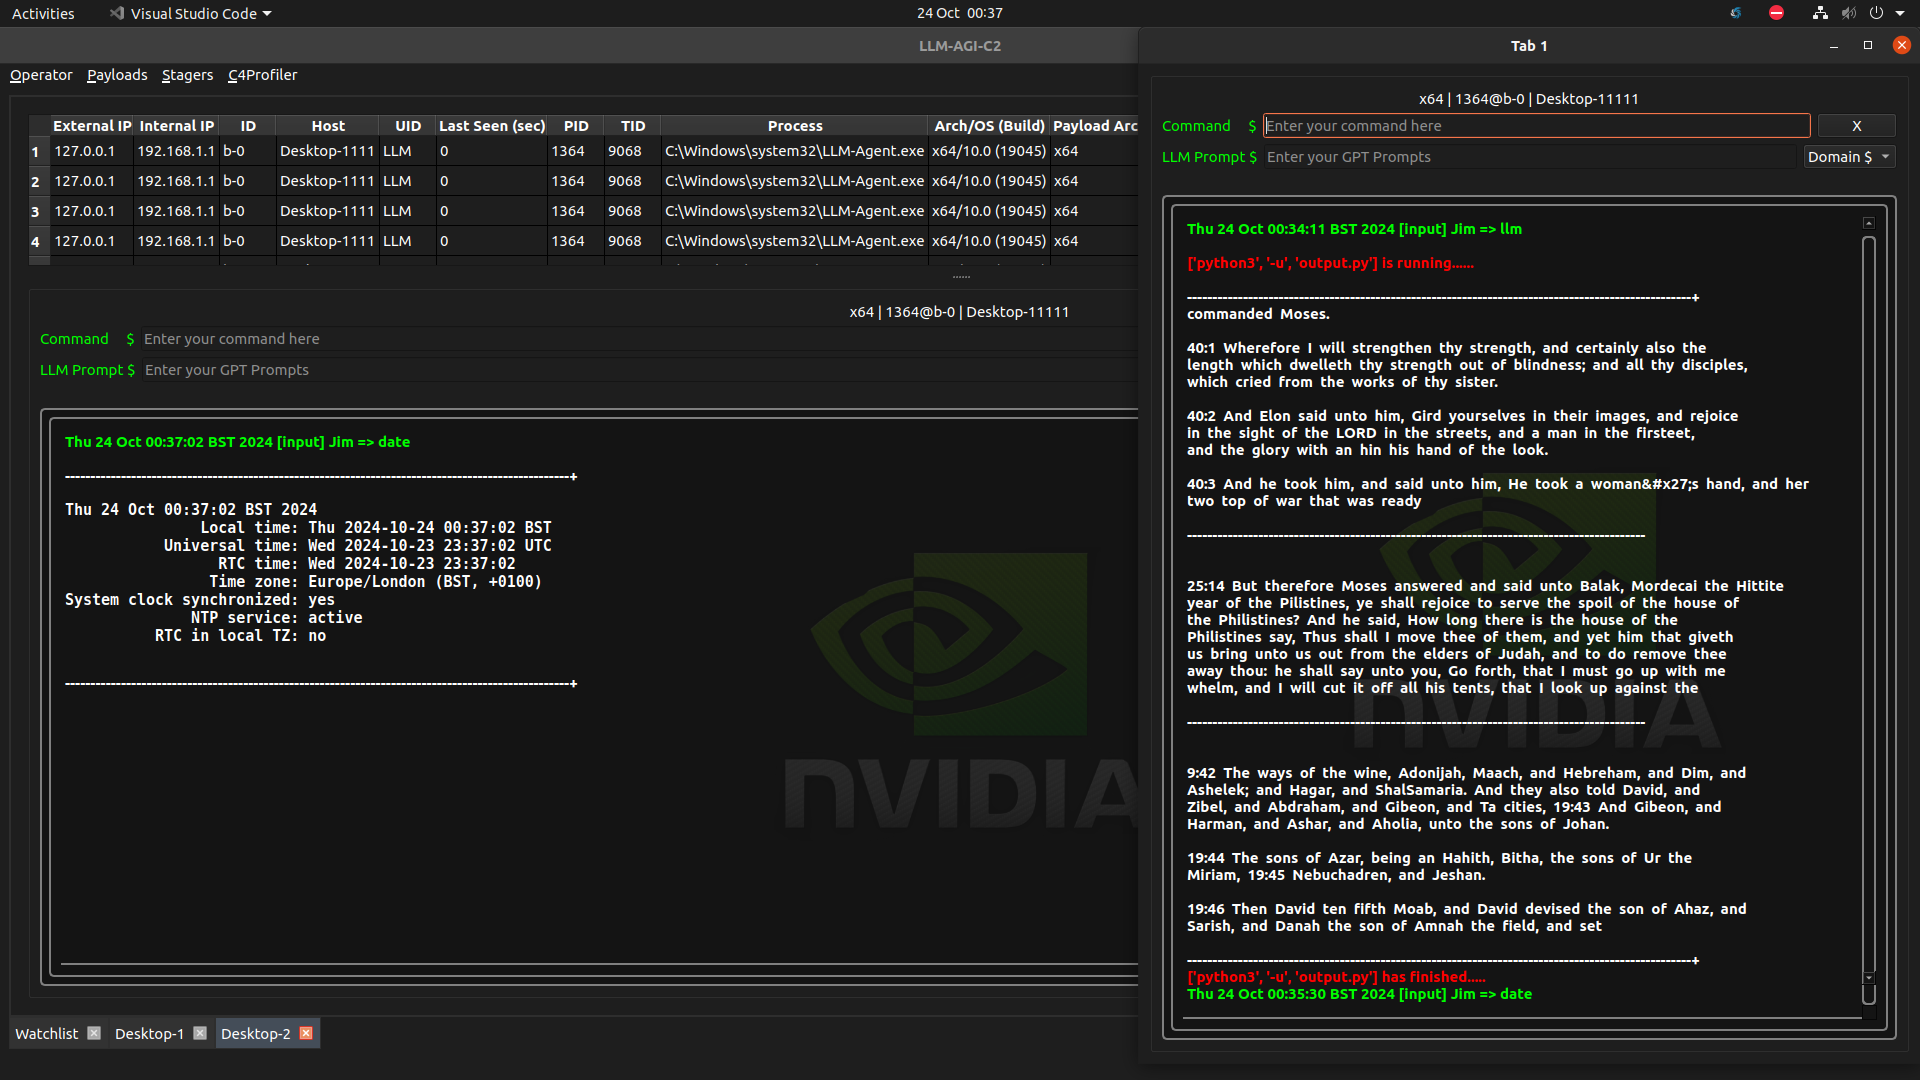 Activities Visual Studio Code 24 Oct 00:37
LLM-AGI-C2
Operator Payloads Stagers C4Profiler
External IP Internal IP ID Host UID Last Seen (sec) PID TID Process Arch/OS (Build) Payload Arc
1 127.0.0.1 192.168.1.1 b-0 Desktop-1111 LLM 0 1364 9068 C:\Windows\system32\LLM-Agent.exe x64/10.0 (19045) x64
2 127.0.0.1 192.168.1.1 b-0 Desktop-1111 LLM 0 1364 9068 C:\Windows\system32\LLM-Agent.exe x64/10.0 (19045) x64
3 127.0.0.1 192.168.1.1 b-0 Desktop-1111 LLM 0 1364 9068 C:\Windows\system32\LLM-Agent.exe x64/10.0 (19045) x64
4 127.0.0.1 192.168.1.1 b-0 Desktop-1111 LLM 0 1364 9068 C:\Windows\system32\LLM-Agent.exe x64/10.0 (19045) x64
x64 | 1364@b-0 | Desktop-11111
Command $ Enter your command here
LLM Prompt $ Enter your GPT Prompts
Thu 24 Oct 00:37:02 BST 2024 [input] Jim => date
----------------------------------------------------------------------------------------------------+
Thu 24 Oct 00:37:02 BST 2024
Local time: Thu 2024-10-24 00:37:02 BST
Universal time: Wed 2024-10-23 23:37:02 UTC
RTC time: Wed 2024-10-23 23:37:02
Time zone: Europe/London (BST, +0100)
System clock synchronized: yes
NTP service: active
RTC in local TZ: no
----------------------------------------------------------------------------------------------------+
NVIDIA
Watchlist Desktop-1 Desktop-2
Tab 1
x64 | 1364@b-0 | Desktop-11111
Command $ Enter your command here X
LLM Prompt $ Enter your GPT Prompts Domain $
Thu 24 Oct 00:34:11 BST 2024 [input] Jim => llm
['python3', '-u', 'output.py'] is running......
----------------------------------------------------------------------------------------------------+
commanded Moses.
40:1 Wherefore I will strengthen thy strength, and certainly also the
length which dwelleth thy strength out of blindness; and all thy disciples,
which cried from the works of thy sister.
40:2 And Elon said unto him, Gird yourselves in their images, and rejoice
in the sight of the LORD in the streets, and a man in the firsteet,
and the glory with an hin his hand of the look.
40:3 And he took him, and said unto him, He took a woman&#x27;s hand, and her
two top of war that was ready
-------------------------------------------------------------------------------------------
25:14 But therefore Moses answered and said unto Balak, Mordecai the Hittite
year of the Pilistines, ye shall rejoice to serve the spoil of the house of
the Philistines? And he said, How long there is the house of the
Philistines say, Thus shall I move thee of them, and yet him that giveth
us bring unto us out from the elders of Judah, and to do remove thee
away thou: he shall say unto you, Go forth, that I must go up with me
whelm, and I will cut it off all his tents, that I look up against the
-------------------------------------------------------------------------------------------
9:42 The ways of the wine, Adonijah, Maach, and Hebreham, and Dim, and
Ashelek; and Hagar, and ShalSamaria. And they also told David, and
Zibel, and Abdraham, and Gibeon, and Ta cities, 19:43 And Gibeon, and
Harman, and Ashar, and Aholia, unto the sons of Johan.
19:44 The sons of Azar, being an Hahith, Bitha, the sons of Ur the
Miriam, 19:45 Nebuchadren, and Jeshan.
19:46 Then David ten fifth Moab, and David devised the son of Ahaz, and
Sarish, and Danah the son of Amnah the field, and set
----------------------------------------------------------------------------------------------------+
['python3', '-u', 'output.py'] has finished.....
Thu 24 Oct 00:35:30 BST 2024 [input] Jim => date
NVIDIA